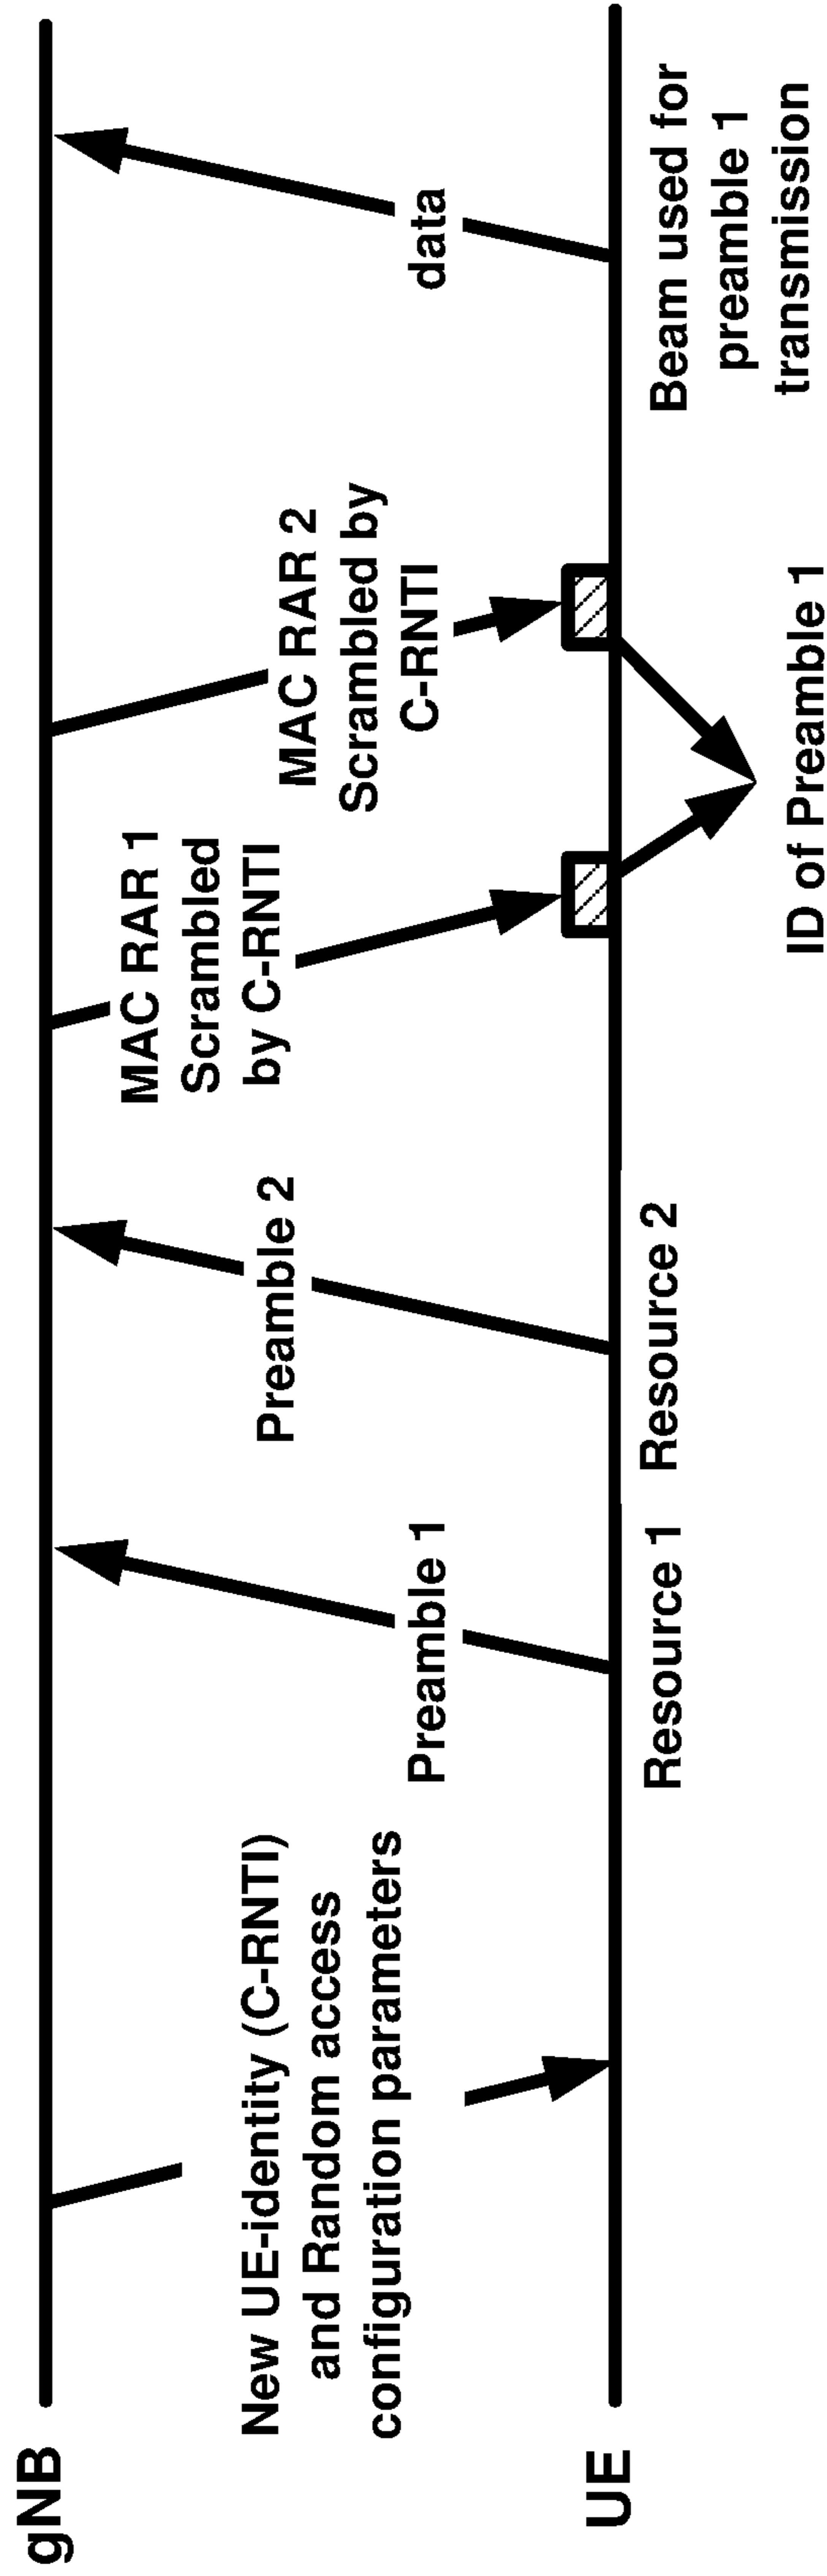 gNB
New UE-identity (C-RNTI)
and Random access
configuration parameters
Preamble 1
Preamble 2
MAC RAR 1
Scrambled
by C-RNTI
MAC RAR 2
Scrambled by
C-RNTI
data
UE
Resource 1
Resource 2
ID of Preamble 1
Beam used for
preamble 1
transmission